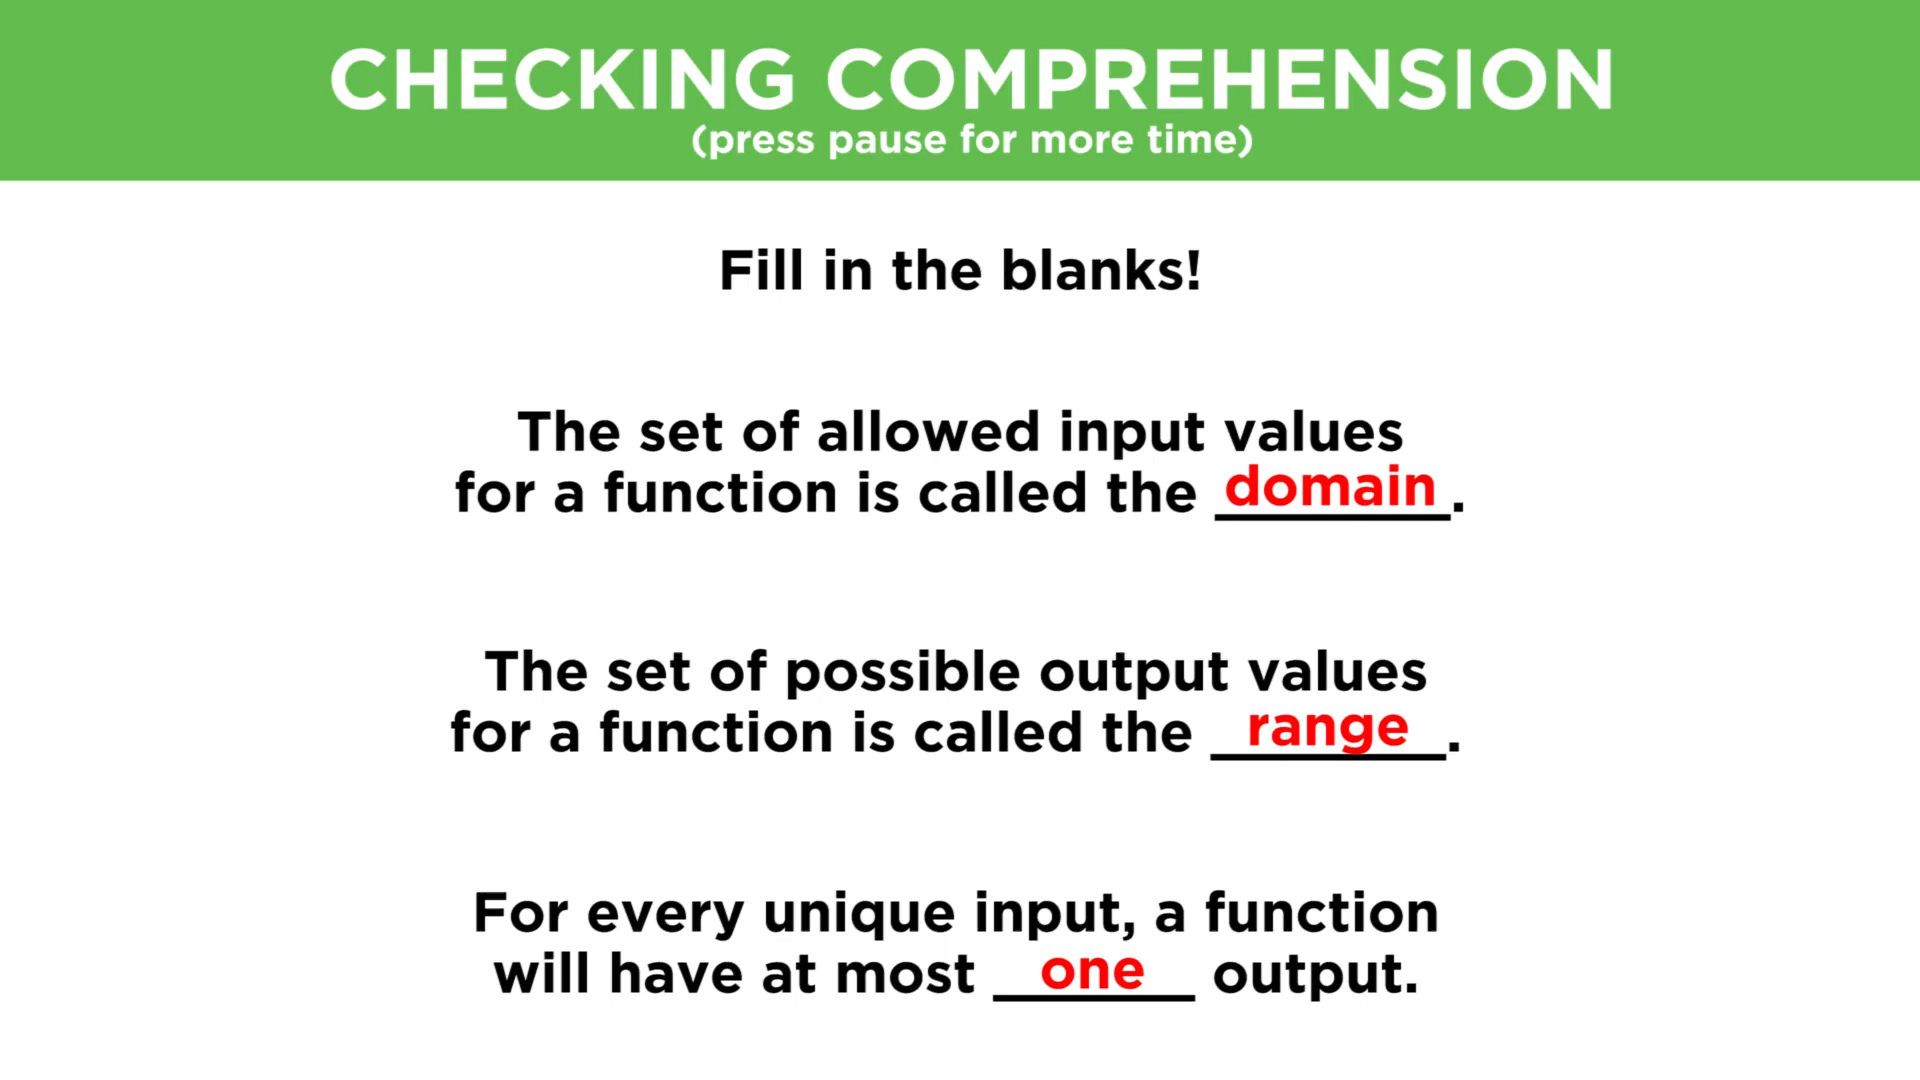 CHECKING COMPREHENSION
(press pause for more time)
Fill in the blanks!
The set of allowed input values
for a function is called the domain.
The set of possible output values
for a function is called the range.
For every unique input, a function
will have at most one output.